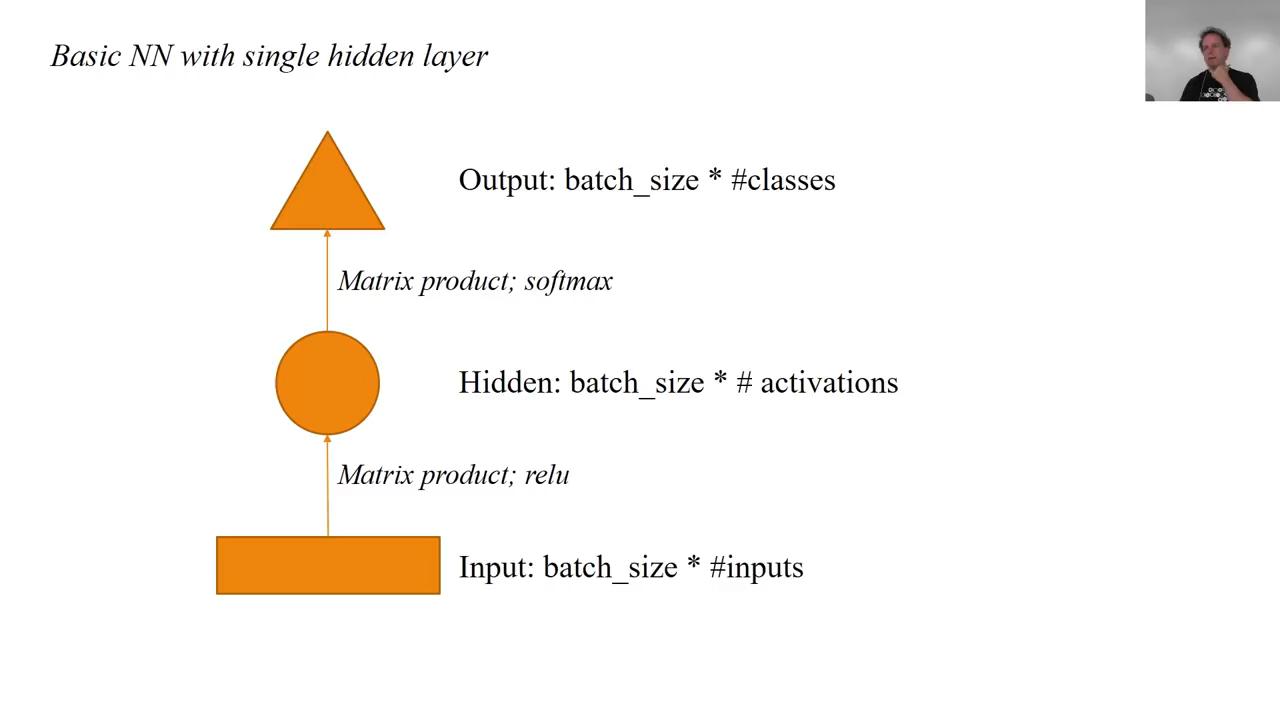 Basic NN with single hidden layer
Output: batch_size * #classes
Matrix product; softmax
Hidden: batch_size * # activations
Matrix product; relu
Input: batch_size * #inputs